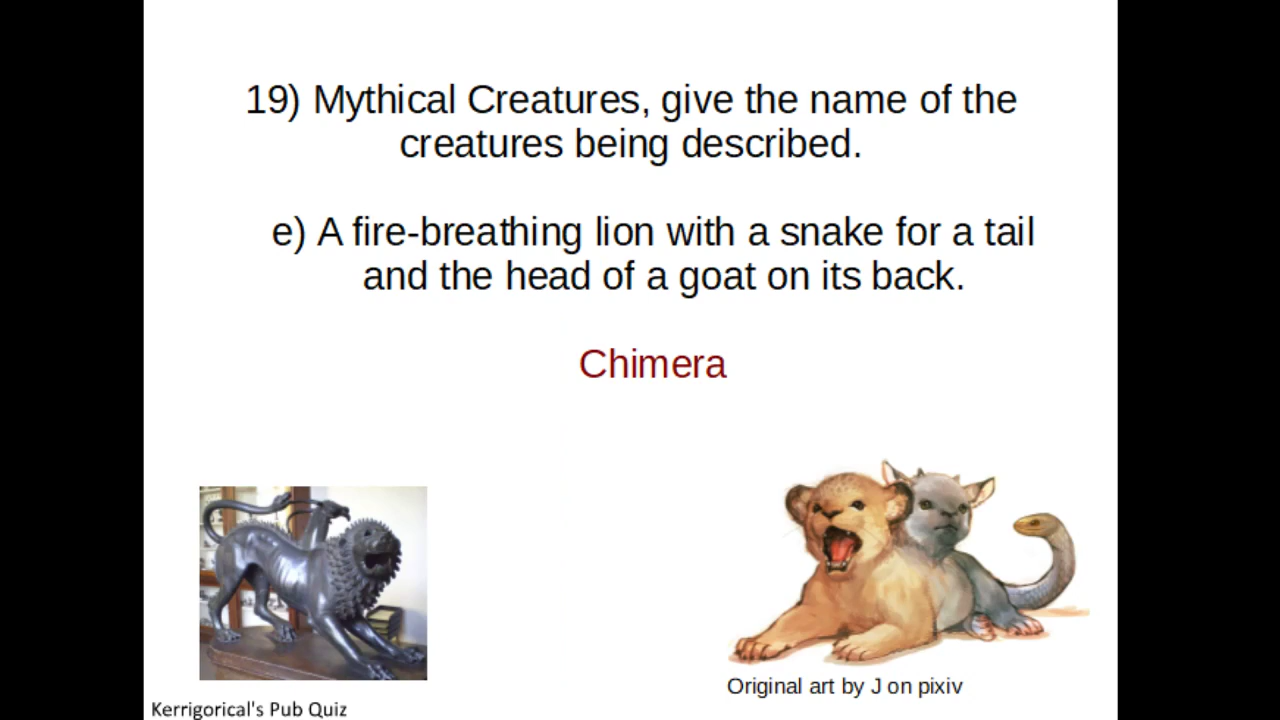 19) Mythical Creatures, give the name of the
creatures being described.
e) A fire-breathing lion with a snake for a tail
and the head of a goat on its back.
Chimera
Original art by J on pixiv
Kerrigorical's Pub Quiz